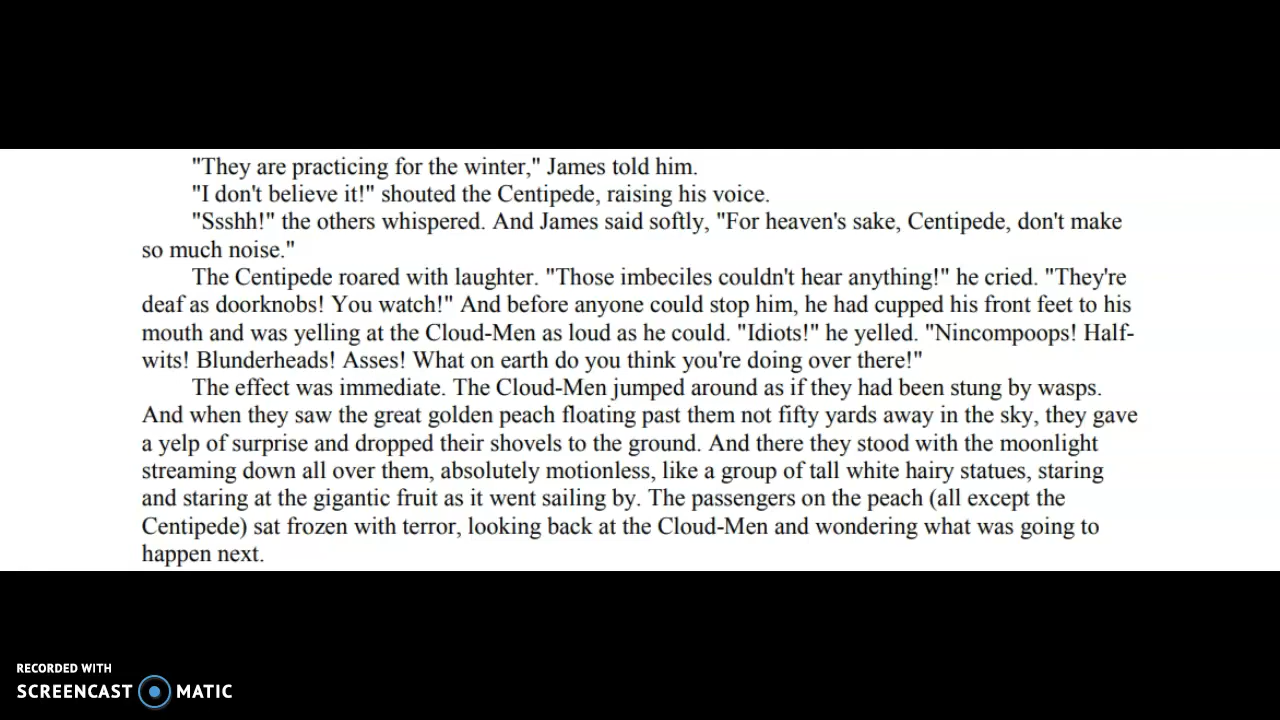 "They are practicing for the winter," James told him.
"I don't believe it!" shouted the Centipede, raising his voice.
"Ssshh!" the others whispered. And James said softly, "For heaven's sake, Centipede, don't make
so much noise."
The Centipede roared with laughter. "Those imbeciles couldn't hear anything!" he cried. "They're
deaf as doorknobs! You watch!" And before anyone could stop him, he had cupped his front feet to his
mouth and was yelling at the Cloud-Men as loud as he could. "Idiots!" he yelled. "Nincompoops! Half-
wits! Blunderheads! Asses! What on earth do you think you're doing over there!"
The effect was immediate. The Cloud-Men jumped around as if they had been stung by wasps.
And when they saw the great golden peach floating past them not fifty yards away in the sky, they gave
a yelp of surprise and dropped their shovels to the ground. And there they stood with the moonlight
streaming down all over them, absolutely motionless, like a group of tall white hairy statues, staring
and staring at the gigantic fruit as it went sailing by. The passengers on the peach (all except the
Centipede) sat frozen with terror, looking back at the Cloud-Men and wondering what was going to
happen next.
RECORDED WITH
SCREENCAST MATIC